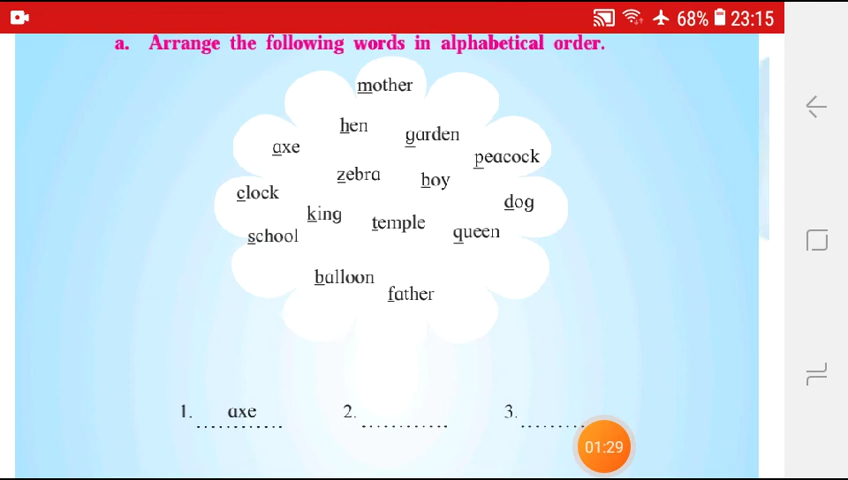 68% 23:15
a. Arrange the following words in alphabetical order.
mother
hen
garden
axe
peacock
zebra
boy
clock
dog
king
temple
queen
school
balloon
father
1. axe 2. ........... 3. ........
01:29